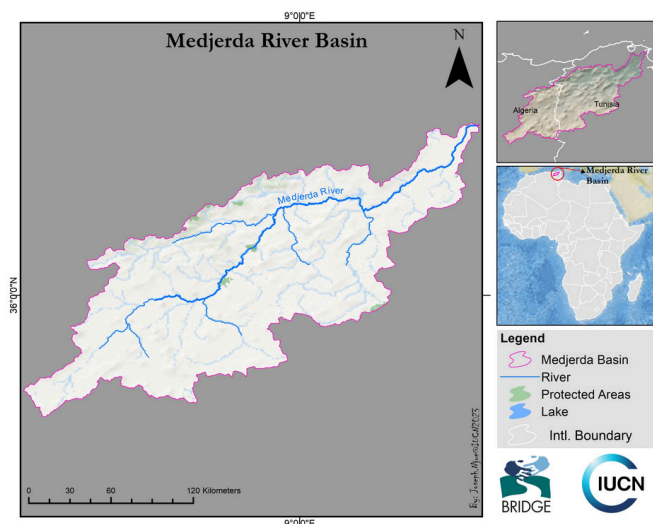 9°0'0"E
Medjerda River Basin
N
Medjerda River
36°0'0"N
0 30 60 120 Kilometers
9°0'0"E
Algeria
Tunisia
Medjerda River
Basin
Legend
Medjerda Basin
River
Protected Areas
Lake
Intl. Boundary
BRIDGE
IUCN